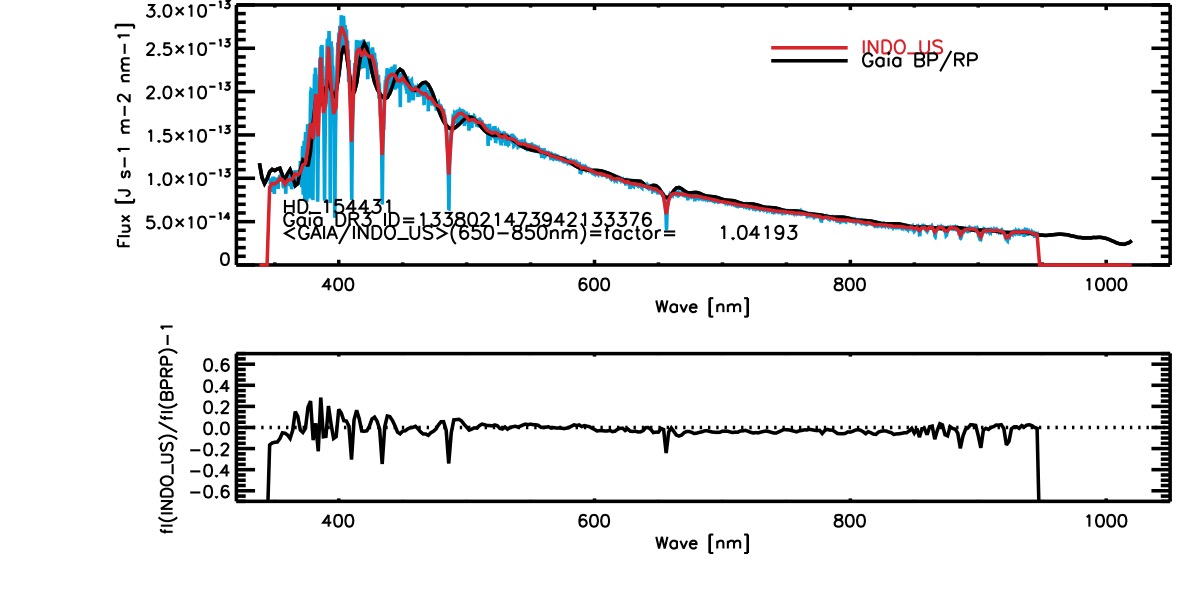 3.0×10⁻¹³
2.5×10⁻¹³
2.0×10⁻¹³
1.5×10⁻¹³
1.0×10⁻¹³
5.0×10⁻¹⁴
0
Flux [J s−1 m−2 nm−1]
INDO_US
Gaia BP/RP
HD_154431
Gaia DR3 ID=1338021473942133376
<GAIA/INDO_US>(650−850nm)=factor= 1.04193
400 600 800 1000
Wave [nm]
0.6
0.4
0.2
0.0
−0.2
−0.4
−0.6
fl(INDO_US)/fl(BPRP)−1
400 600 800 1000
Wave [nm]